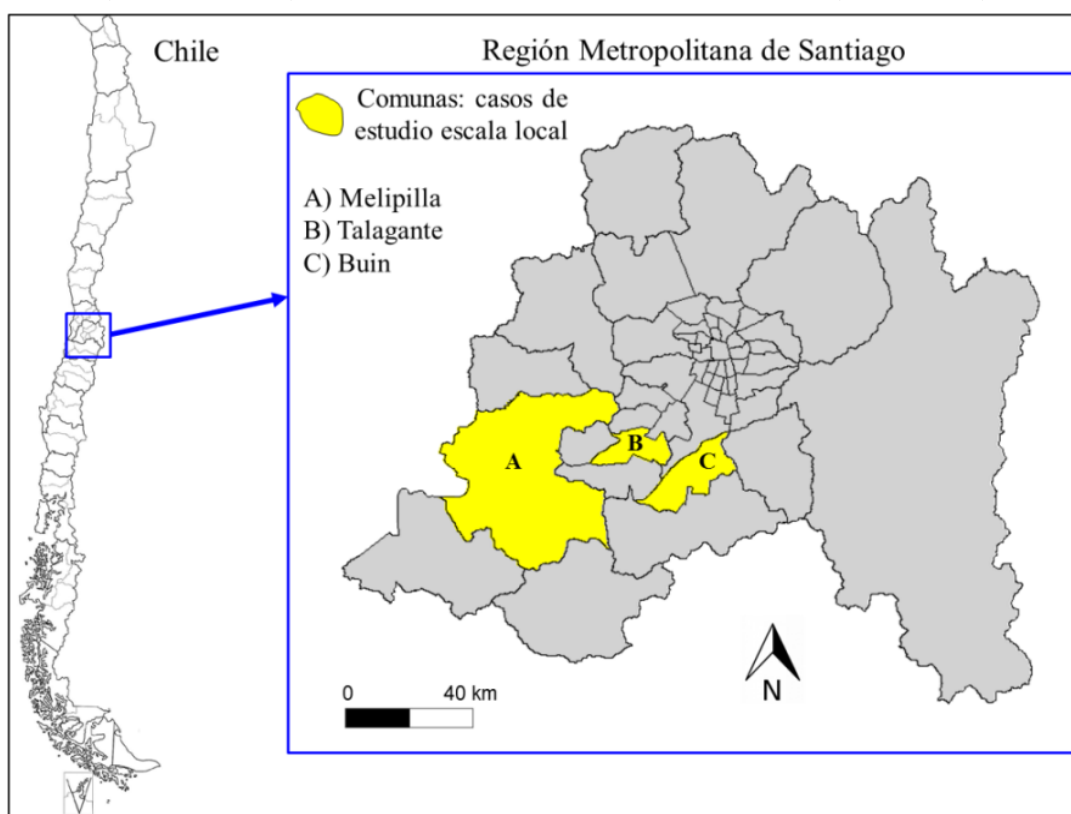 Chile
Región Metropolitana de Santiago
Comunas: casos de
estudio escala local
A) Melipilla
B) Talagante
C) Buin
A
B
C
0 40 km
N